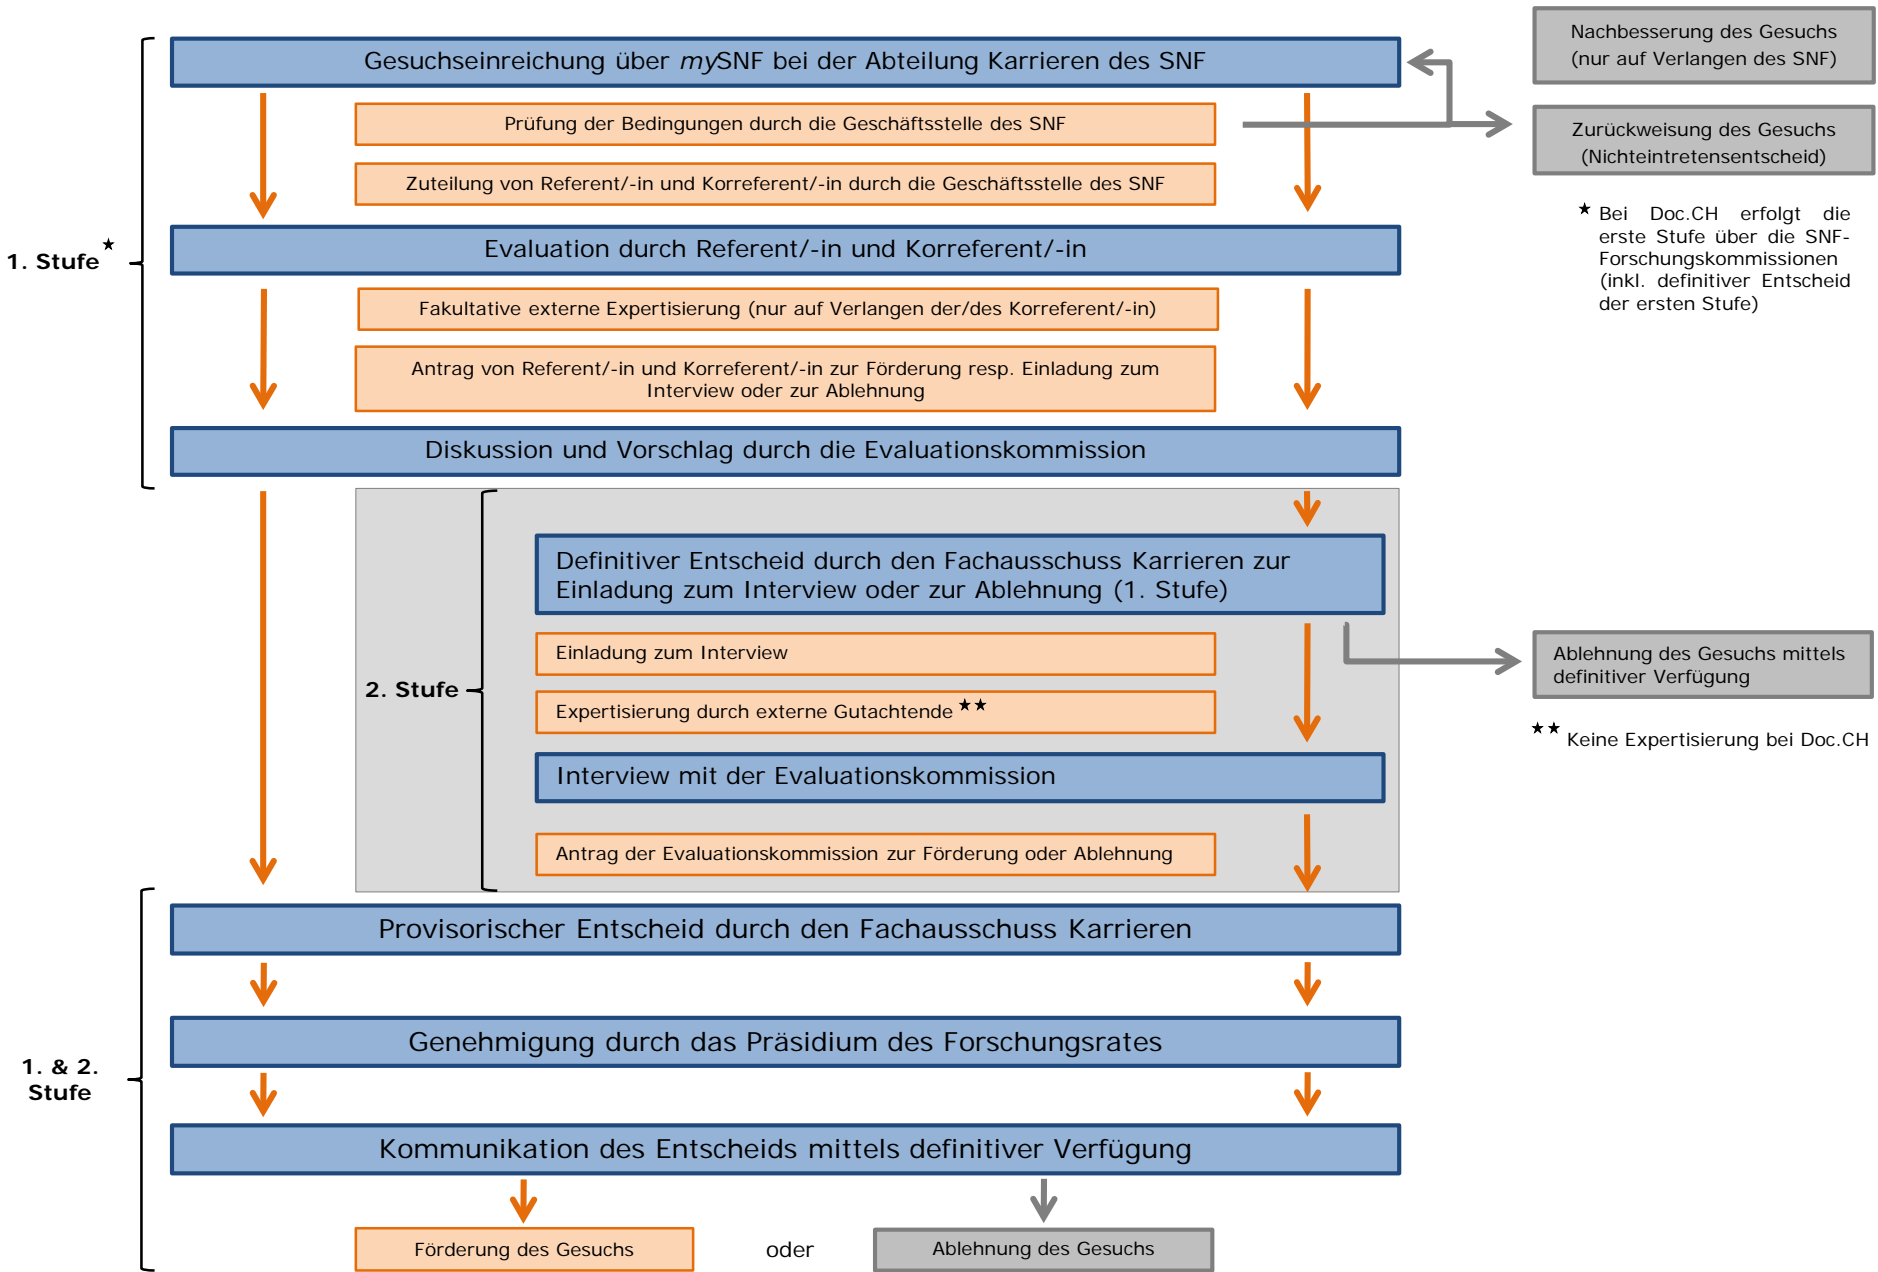 Gesuchseinreichung über mySNF bei der Abteilung Karrieren des SNF
Nachbesserung des Gesuchs
(nur auf Verlangen des SNF)
Prüfung der Bedingungen durch die Geschäftsstelle des SNF
Zurückweisung des Gesuchs
(Nichteintretensentscheid)
Zuteilung von Referent/-in und Korreferent/-in durch die Geschäftsstelle des SNF
★ Bei Doc.CH erfolgt die
erste Stufe über die SNF-
Forschungskommissionen
(inkl. definitiver Entscheid
der ersten Stufe)
1. Stufe ★
Evaluation durch Referent/-in und Korreferent/-in
Fakultative externe Expertisierung (nur auf Verlangen der/des Korreferent/-in)
Antrag von Referent/-in und Korreferent/-in zur Förderung resp. Einladung zum
Interview oder zur Ablehnung
Diskussion und Vorschlag durch die Evaluationskommission
2. Stufe
Definitiver Entscheid durch den Fachausschuss Karrieren zur
Einladung zum Interview oder zur Ablehnung (1. Stufe)
Einladung zum Interview
Ablehnung des Gesuchs mittels
definitiver Verfügung
Expertisierung durch externe Gutachtende ★★
★★ Keine Expertisierung bei Doc.CH
Interview mit der Evaluationskommission
Antrag der Evaluationskommission zur Förderung oder Ablehnung
1. & 2.
Stufe
Provisorischer Entscheid durch den Fachausschuss Karrieren
Genehmigung durch das Präsidium des Forschungsrates
Kommunikation des Entscheids mittels definitiver Verfügung
Förderung des Gesuchs
oder
Ablehnung des Gesuchs